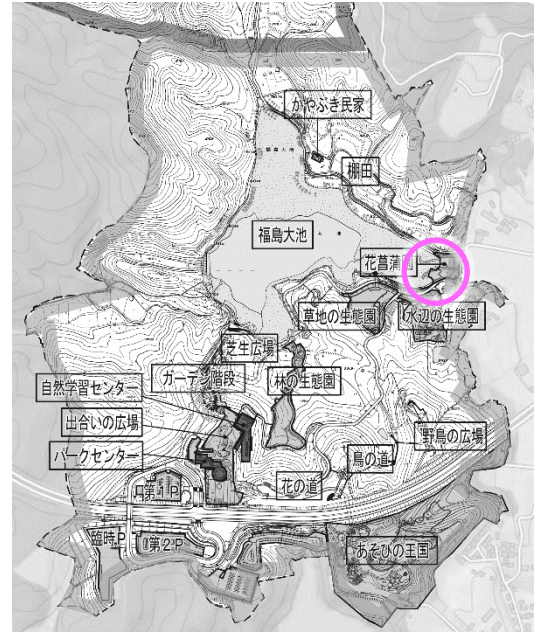 かやぶき民家
棚田
福島大池
花菖蒲園
草地の生態園
水辺の生態園
芝生広場
ガーデン階段
林の生態園
自然学習センター
出合いの広場
パークセンター
野鳥の広場
鳥の道
花の道
第1P
臨時P
第2P
あそびの王国